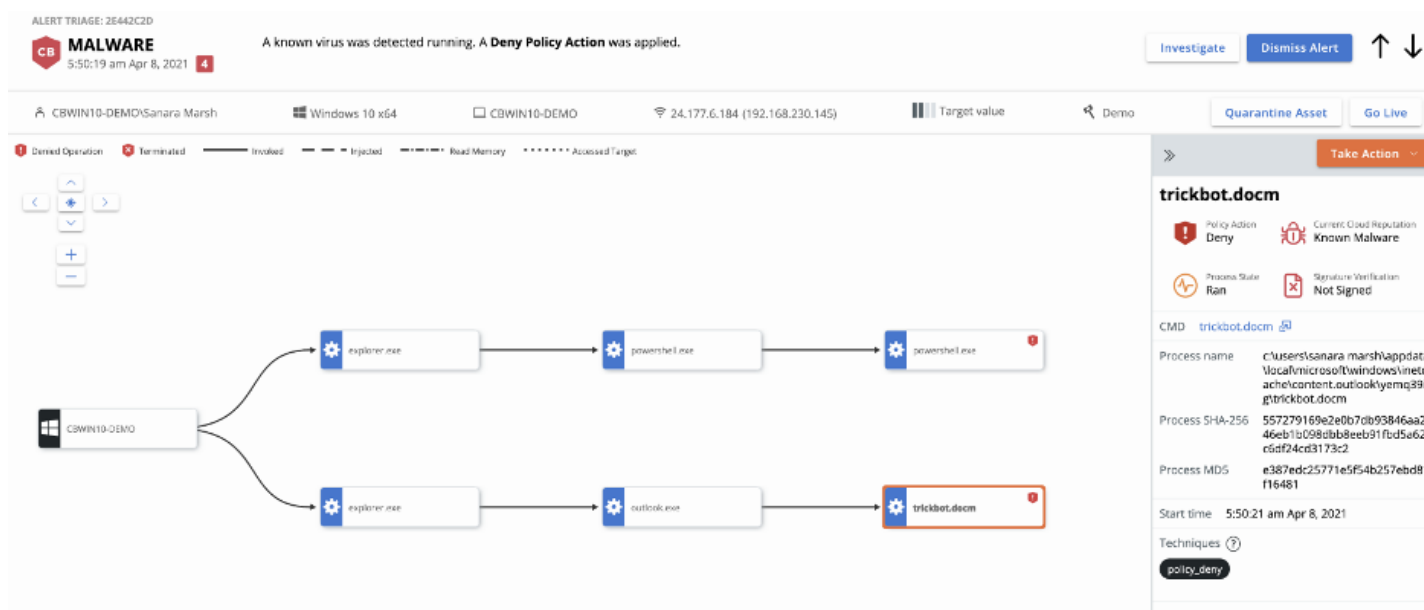 ALERT TRIAGE: 2E442C2D
CB MALWARE
5:50:19 am Apr 8, 2021 4
A known virus was detected running. A Deny Policy Action was applied.
Investigate Dismiss Alert
CBWIN10-DEMO\Sanara Marsh Windows 10 x64 CBWIN10-DEMO 24.177.6.184 (192.168.230.145) Target value Demo Quarantine Asset Go Live
Denied Operation Terminated Invoked Injected Read Memory Accessed Target
Take Action
explorer.exe powershell.exe powershell.exe
CBWIN10-DEMO
explorer.exe outlook.exe trickbot.docm
trickbot.docm
Policy Action
Deny
Current Cloud Reputation
Known Malware
Process State
Ran
Signature Verification
Not Signed
CMD trickbot.docm
Process name c:\users\sanara marsh\appdata
\local\microsoft\windows\inetc
ache\content.outlook\yemq39
g\trickbot.docm
Process SHA-256 557279169e2e0b7db93846aa2
46eb1b098dbb8eeb91fbd5a62
c6df24cd3173c2
Process MD5 e387edc25771e5f54b257ebd8
f16481
Start time 5:50:21 am Apr 8, 2021
Techniques ?
policy_deny